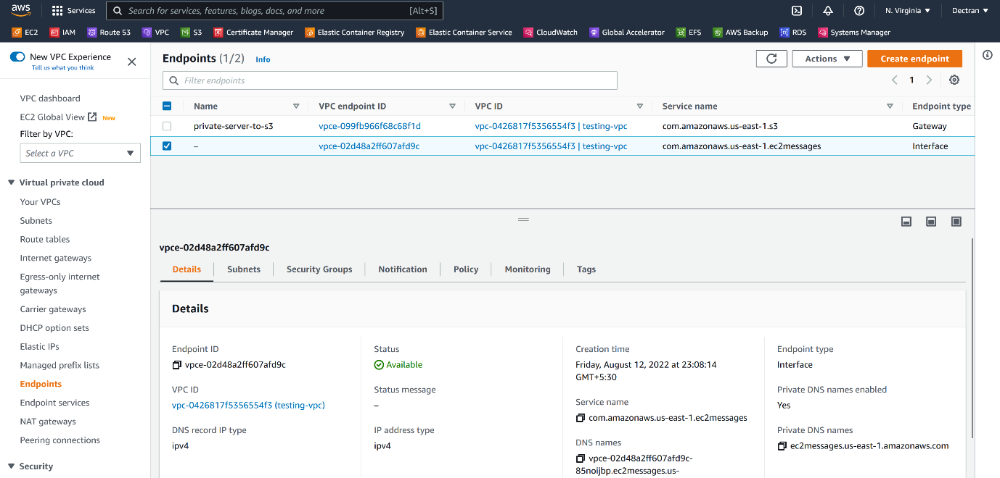 aws
Services
Search for services, features, blogs, docs, and more [Alt+S]
N. Virginia
Dectran
EC2 IAM Route 53 VPC S3 Certificate Manager Elastic Container Registry Elastic Container Service CloudWatch Global Accelerator EFS AWS Backup RDS Systems Manager
New VPC Experience
Tell us what you think
VPC dashboard
EC2 Global View New
Filter by VPC:
Select a VPC
Virtual private cloud
Your VPCs
Subnets
Route tables
Internet gateways
Egress-only internet
gateways
Carrier gateways
DHCP option sets
Elastic IPs
Managed prefix lists
Endpoints
Endpoint services
NAT gateways
Peering connections
Security
Endpoints (1/2) Info
Actions
Create endpoint
Filter endpoints
1
Name VPC endpoint ID VPC ID Service name Endpoint type
private-server-to-s3 vpce-099fb966f68c68f1d vpc-0426817f5356554f3 | testing-vpc com.amazonaws.us-east-1.s3 Gateway
– vpce-02d48a2ff607afd9c vpc-0426817f5356554f3 | testing-vpc com.amazonaws.us-east-1.ec2messages Interface
vpce-02d48a2ff607afd9c
Details Subnets Security Groups Notification Policy Monitoring Tags
Details
Endpoint ID
vpce-02d48a2ff607afd9c
VPC ID
vpc-0426817f5356554f3 (testing-vpc)
DNS record IP type
ipv4
Status
Available
Status message
–
IP address type
ipv4
Creation time
Friday, August 12, 2022 at 23:08:14
GMT+5:30
Service name
com.amazonaws.us-east-1.ec2messages
DNS names
vpce-02d48a2ff607afd9c-
85noijbp.ec2messages.us-
Endpoint type
Interface
Private DNS names enabled
Yes
Private DNS names
ec2messages.us-east-1.amazonaws.com